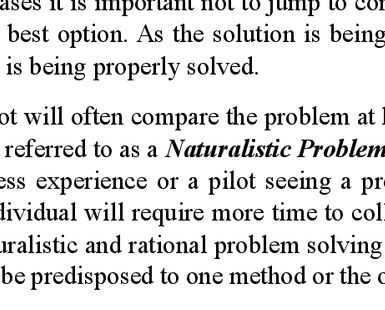 ases it is important not to jump to con
best option. As the solution is being
is being properly solved.
ot will often compare the problem at
referred to as a Naturalistic Problem
ess experience or a pilot seeing a pr
dividual will require more time to col
uralistic and rational problem solving
be predisposed to one method or the o